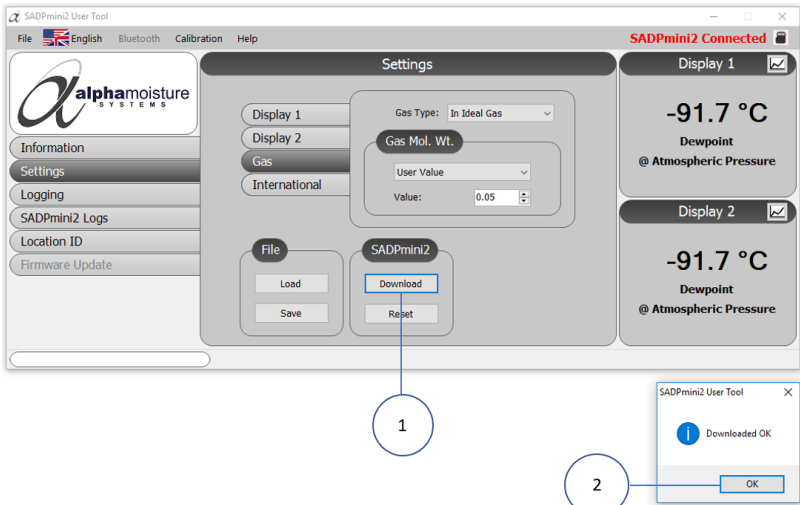 SADPmini2 User Tool
File English Bluetooth Calibration Help SADPmini2 Connected
alphamoisture
SYSTEMS
Information
Settings
Logging
SADPmini2 Logs
Location ID
Firmware Update
Settings
Display 1
Display 2
Gas
International
Gas Type: In Ideal Gas
Gas Mol. Wt.
User Value
Value: 0.05
File
Load
Save
SADPmini2
Download
Reset
Display 1
-91.7 °C
Dewpoint
@ Atmospheric Pressure
Display 2
-91.7 °C
Dewpoint
@ Atmospheric Pressure
1
SADPmini2 User Tool
Downloaded OK
OK
2